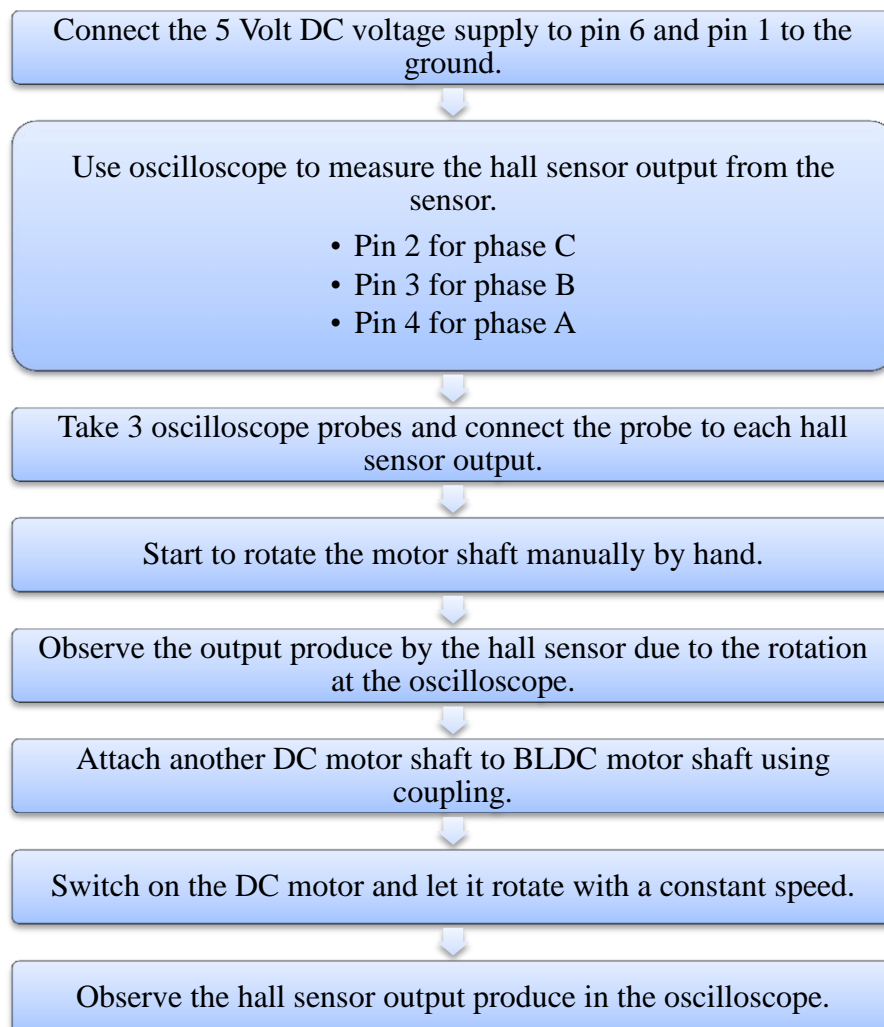 Connect the 5 Volt DC voltage supply to pin 6 and pin 1 to the
ground.
Use oscilloscope to measure the hall sensor output from the
sensor.
• Pin 2 for phase C
• Pin 3 for phase B
• Pin 4 for phase A
Take 3 oscilloscope probes and connect the probe to each hall
sensor output.
Start to rotate the motor shaft manually by hand.
Observe the output produce by the hall sensor due to the rotation
at the oscilloscope.
Attach another DC motor shaft to BLDC motor shaft using
coupling.
Switch on the DC motor and let it rotate with a constant speed.
Observe the hall sensor output produce in the oscilloscope.